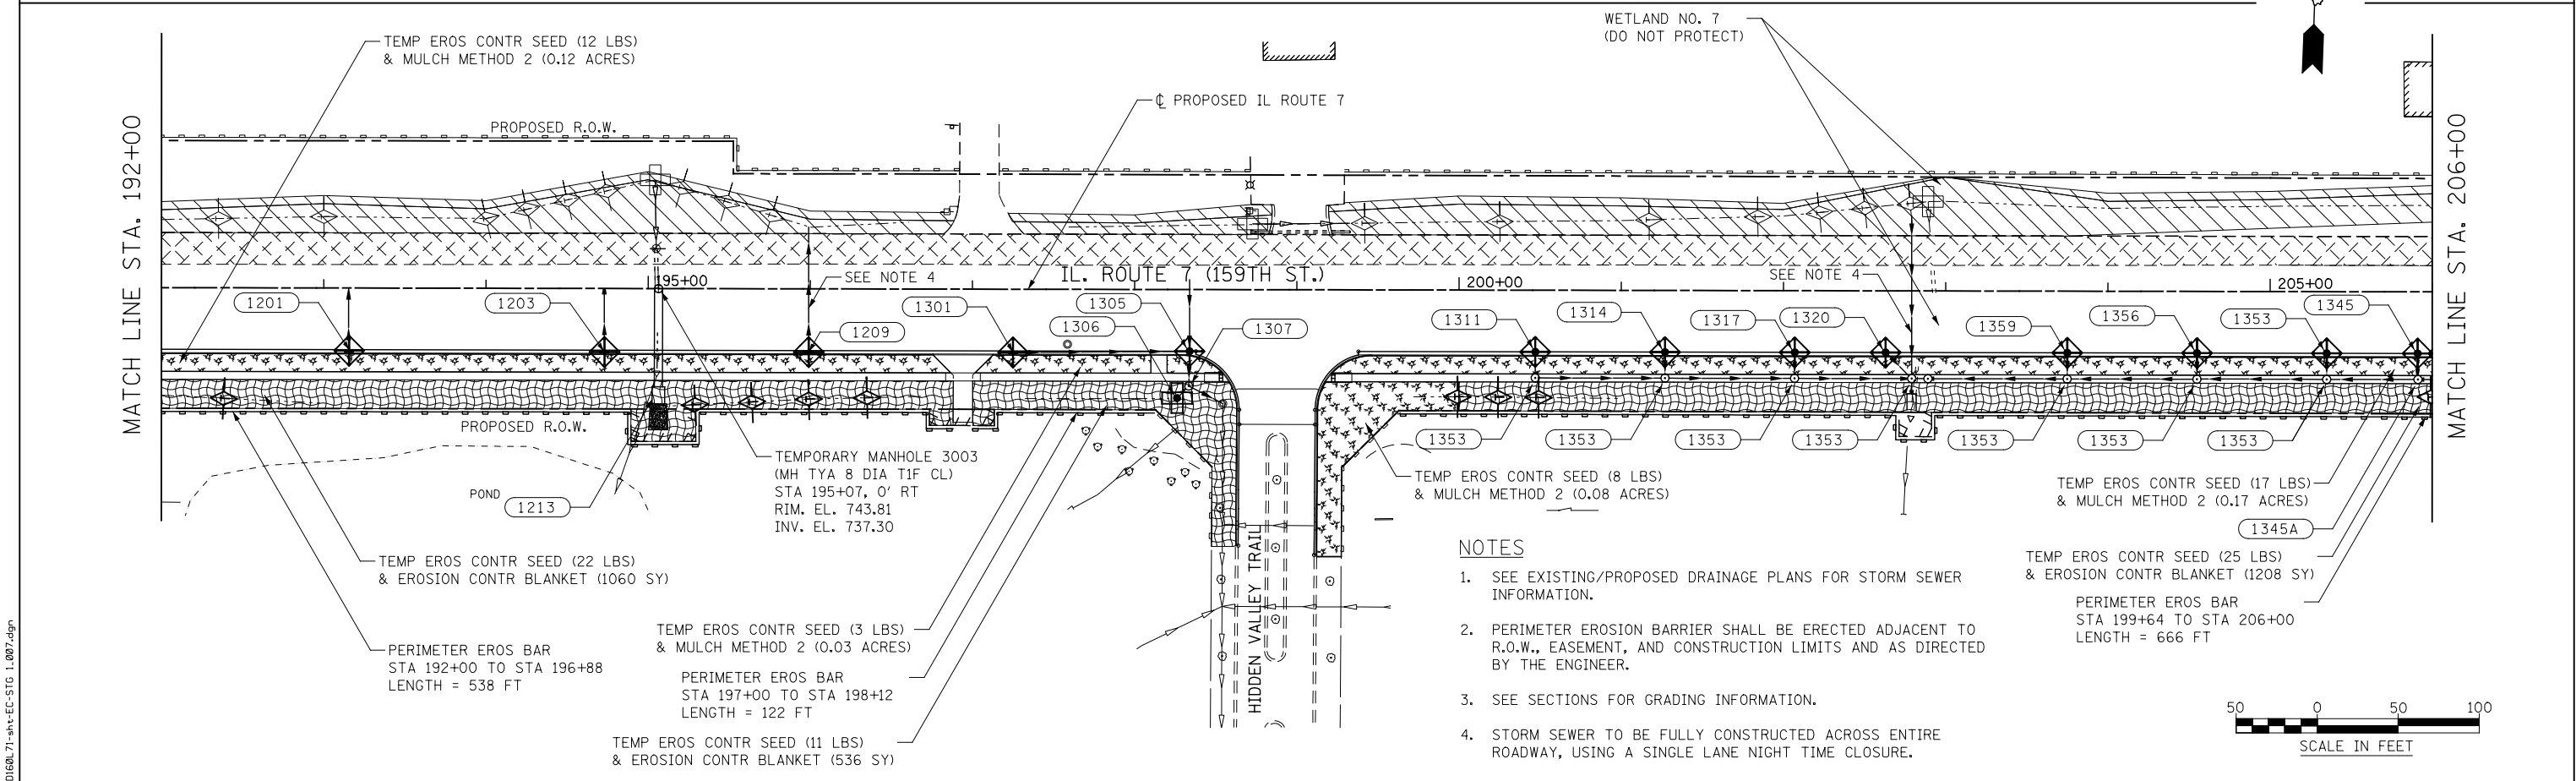 TEMP EROS CONTR SEED (12 LBS)
& MULCH METHOD 2 (0.12 ACRES)
WETLAND NO. 7
(DO NOT PROTECT)
℄ PROPOSED IL ROUTE 7
PROPOSED R.O.W.
MATCH LINE STA. 192+00
MATCH LINE STA. 206+00
IL. ROUTE 7 (159TH ST.)
SEE NOTE 4
SEE NOTE 4
95+00
200+00
205+00
1201
1203
1209
1301
1305
1306
1307
1311
1314
1317
1320
1359
1356
1353
1345
PROPOSED R.O.W.
1353
1353
1353
1353
1353
1353
1353
POND
1213
TEMPORARY MANHOLE 3003
(MH TYA 8 DIA T1F CL)
STA 195+07, 0' RT
RIM. EL. 743.81
INV. EL. 737.30
TEMP EROS CONTR SEED (8 LBS)
& MULCH METHOD 2 (0.08 ACRES)
TEMP EROS CONTR SEED (17 LBS)
& MULCH METHOD 2 (0.17 ACRES)
1345A
TEMP EROS CONTR SEED (22 LBS)
& EROSION CONTR BLANKET (1060 SY)
TEMP EROS CONTR SEED (25 LBS)
& EROSION CONTR BLANKET (1208 SY)
PERIMETER EROS BAR
STA 199+64 TO STA 206+00
LENGTH = 666 FT
PERIMETER EROS BAR
STA 192+00 TO STA 196+88
LENGTH = 538 FT
TEMP EROS CONTR SEED (3 LBS)
& MULCH METHOD 2 (0.03 ACRES)
PERIMETER EROS BAR
STA 197+00 TO STA 198+12
LENGTH = 122 FT
TEMP EROS CONTR SEED (11 LBS)
& EROSION CONTR BLANKET (536 SY)
HIDDEN VALLEY TRAIL
NOTES
1. SEE EXISTING/PROPOSED DRAINAGE PLANS FOR STORM SEWER
INFORMATION.
2. PERIMETER EROSION BARRIER SHALL BE ERECTED ADJACENT TO
R.O.W., EASEMENT, AND CONSTRUCTION LIMITS AND AS DIRECTED
BY THE ENGINEER.
3. SEE SECTIONS FOR GRADING INFORMATION.
4. STORM SEWER TO BE FULLY CONSTRUCTED ACROSS ENTIRE
ROADWAY, USING A SINGLE LANE NIGHT TIME CLOSURE.
50 0 50 100
SCALE IN FEET
D160L71-sht-EC-STG 1_007.dgn